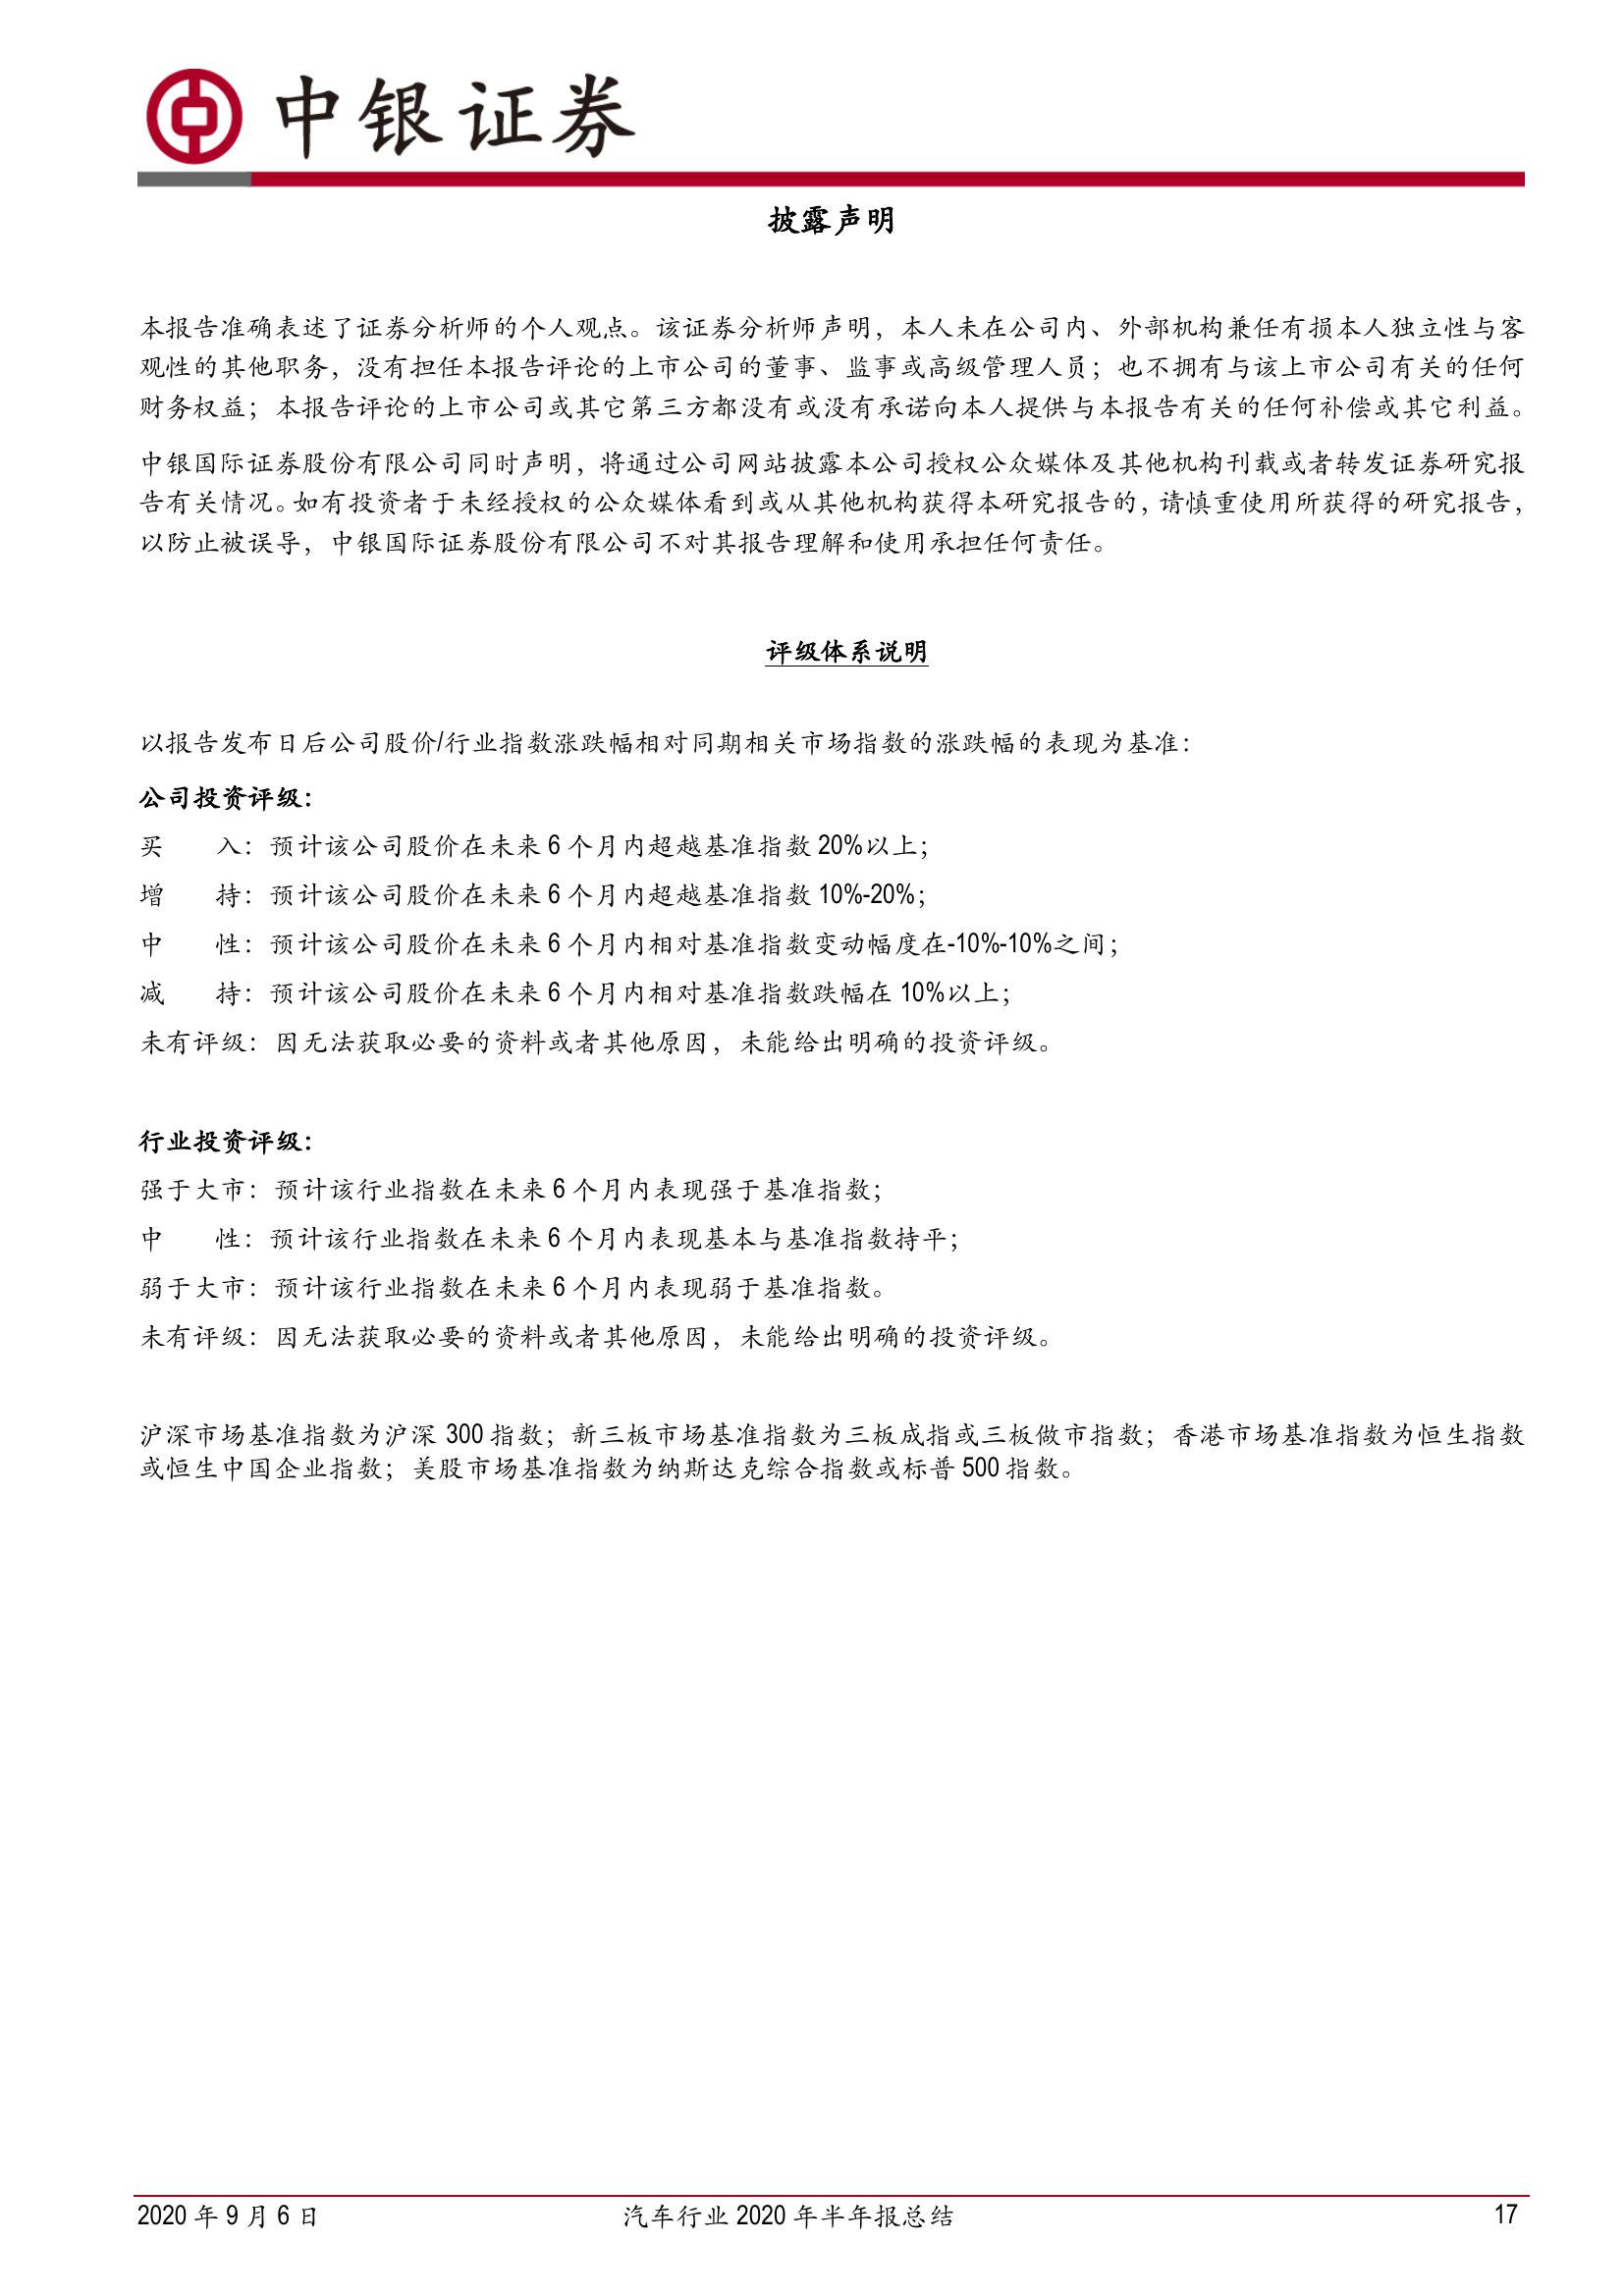 中银证券
披露声明
本报告准确表述了证券分析师的个人观点。该证券分析师声明，本人未在公司内、外部机构兼任有损本人独立性与客
观性的其他职务，没有担任本报告评论的上市公司的董事、监事或高级管理人员；也不拥有与该上市公司有关的任何
财务权益；本报告评论的上市公司或其它第三方都没有或没有承诺向本人提供与本报告有关的任何补偿或其它利益。
中银国际证券股份有限公司同时声明，将通过公司网站披露本公司授权公众媒体及其他机构刊载或者转发证券研究报
告有关情况。如有投资者于未经授权的公众媒体看到或从其他机构获得本研究报告的，请慎重使用所获得的研究报告，
以防止被误导，中银国际证券股份有限公司不对其报告理解和使用承担任何责任。
评级体系说明
以报告发布日后公司股价/行业指数涨跌幅相对同期相关市场指数的涨跌幅的表现为基准：
公司投资评级：
买 入：预计该公司股价在未来 6 个月内超越基准指数 20%以上；
增 持：预计该公司股价在未来 6 个月内超越基准指数 10%-20%；
中 性：预计该公司股价在未来 6 个月内相对基准指数变动幅度在-10%-10%之间；
减 持：预计该公司股价在未来 6 个月内相对基准指数跌幅在 10%以上；
未有评级：因无法获取必要的资料或者其他原因，未能给出明确的投资评级。
行业投资评级：
强于大市：预计该行业指数在未来 6 个月内表现强于基准指数；
中 性：预计该行业指数在未来 6 个月内表现基本与基准指数持平；
弱于大市：预计该行业指数在未来 6 个月内表现弱于基准指数。
未有评级：因无法获取必要的资料或者其他原因，未能给出明确的投资评级。
沪深市场基准指数为沪深 300 指数；新三板市场基准指数为三板成指或三板做市指数；香港市场基准指数为恒生指数
或恒生中国企业指数；美股市场基准指数为纳斯达克综合指数或标普 500 指数。
2020 年 9 月 6 日 汽车行业 2020 年半年报总结 17